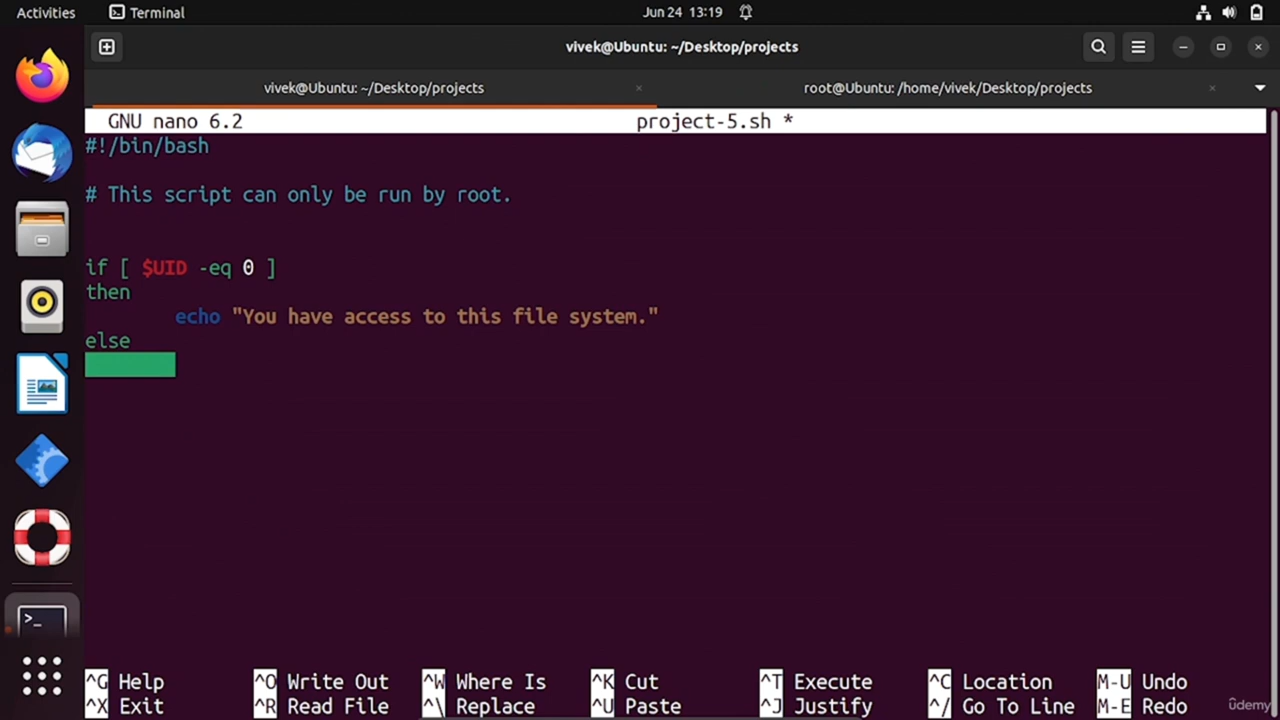 Activities Terminal Jun 24 13:19
vivek@Ubuntu: ~/Desktop/projects
vivek@Ubuntu: ~/Desktop/projects × root@Ubuntu: /home/vivek/Desktop/projects ×
GNU nano 6.2 project-5.sh *
#!/bin/bash
# This script can only be run by root.
if [ $UID -eq 0 ]
then
echo "You have access to this file system."
else
^G Help ^O Write Out ^W Where Is ^K Cut ^T Execute ^C Location M-U Undo
^X Exit ^R Read File ^\ Replace ^U Paste ^J Justify ^/ Go To Line M-E Redo
udemy